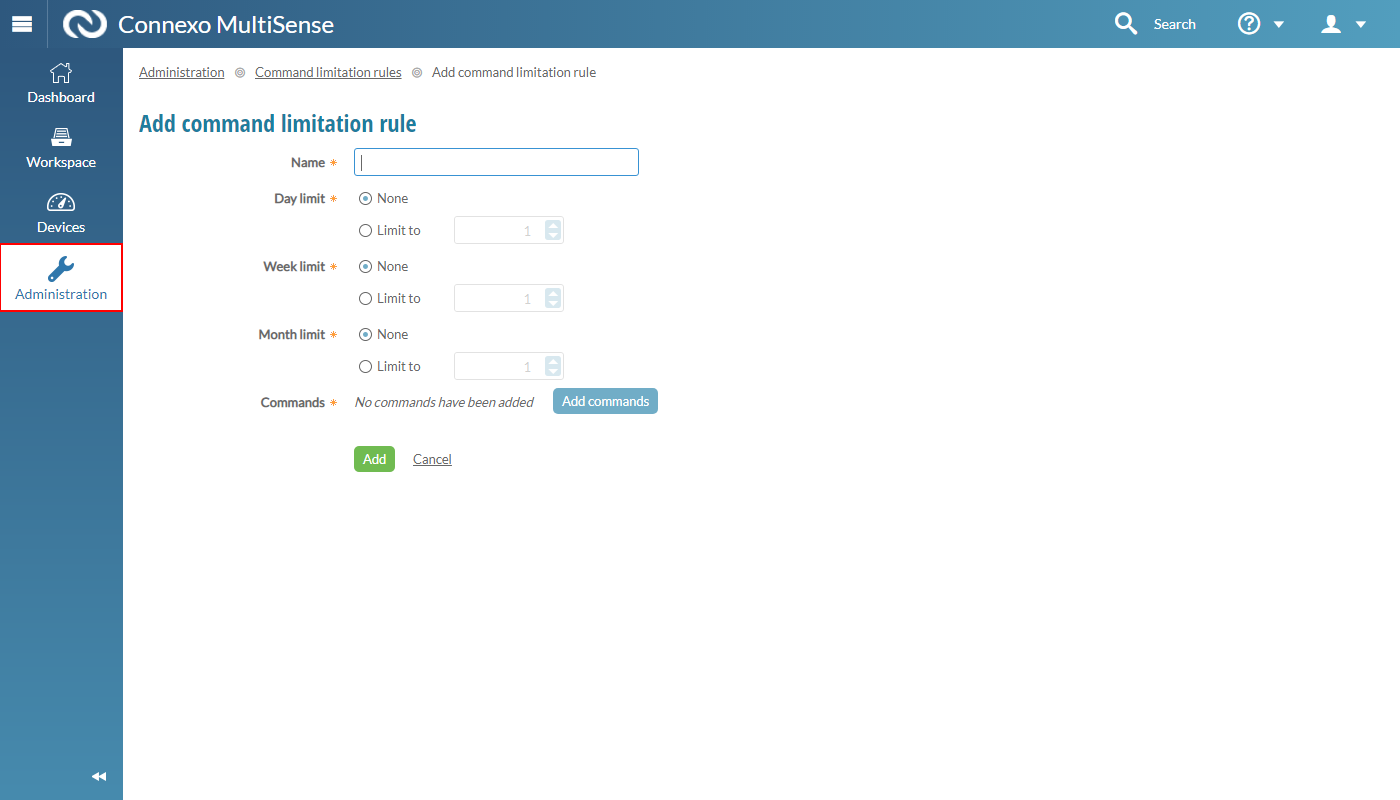 Connexo MultiSense
Search
Dashboard
Workspace
Devices
Administration
Administration Command limitation rules Add command limitation rule
Add command limitation rule
Name *
Day limit * None
Limit to 1
Week limit * None
Limit to 1
Month limit * None
Limit to 1
Commands * No commands have been added Add commands
Add Cancel